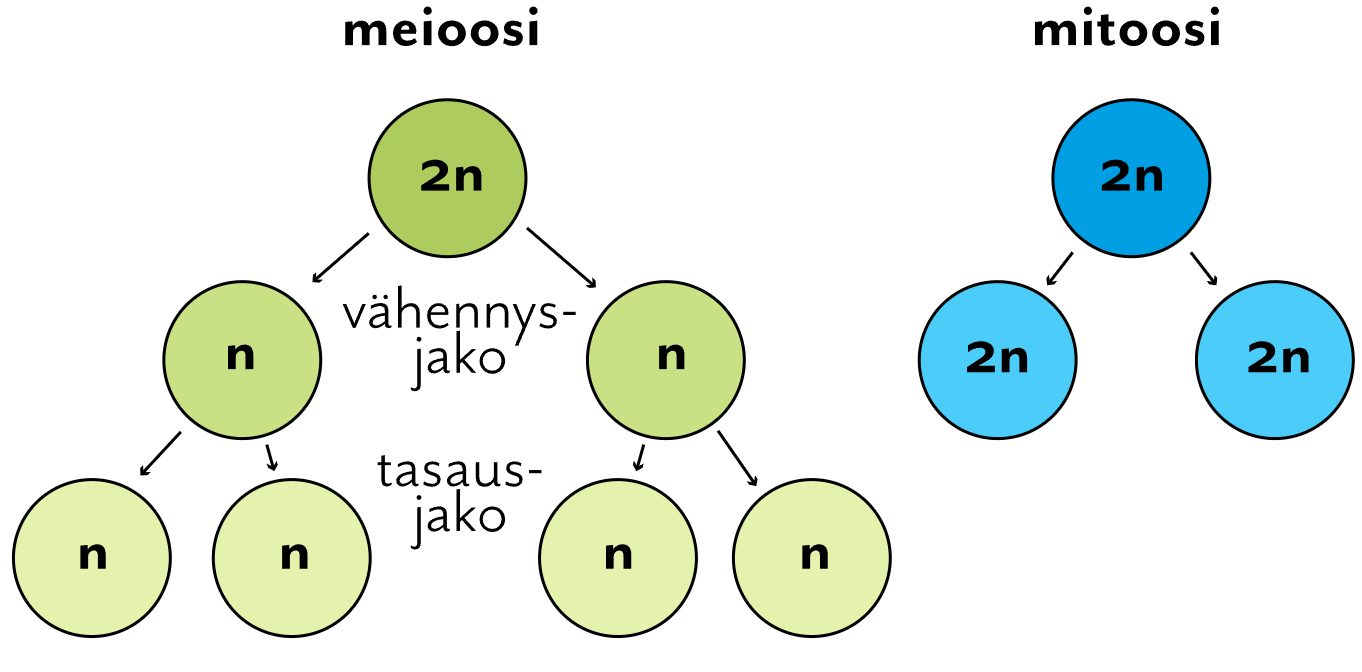 meioosi
mitoosi
2n
2n
vähennys-
jako
n
n
2n
2n
tasaus-
jako
n
n
n
n